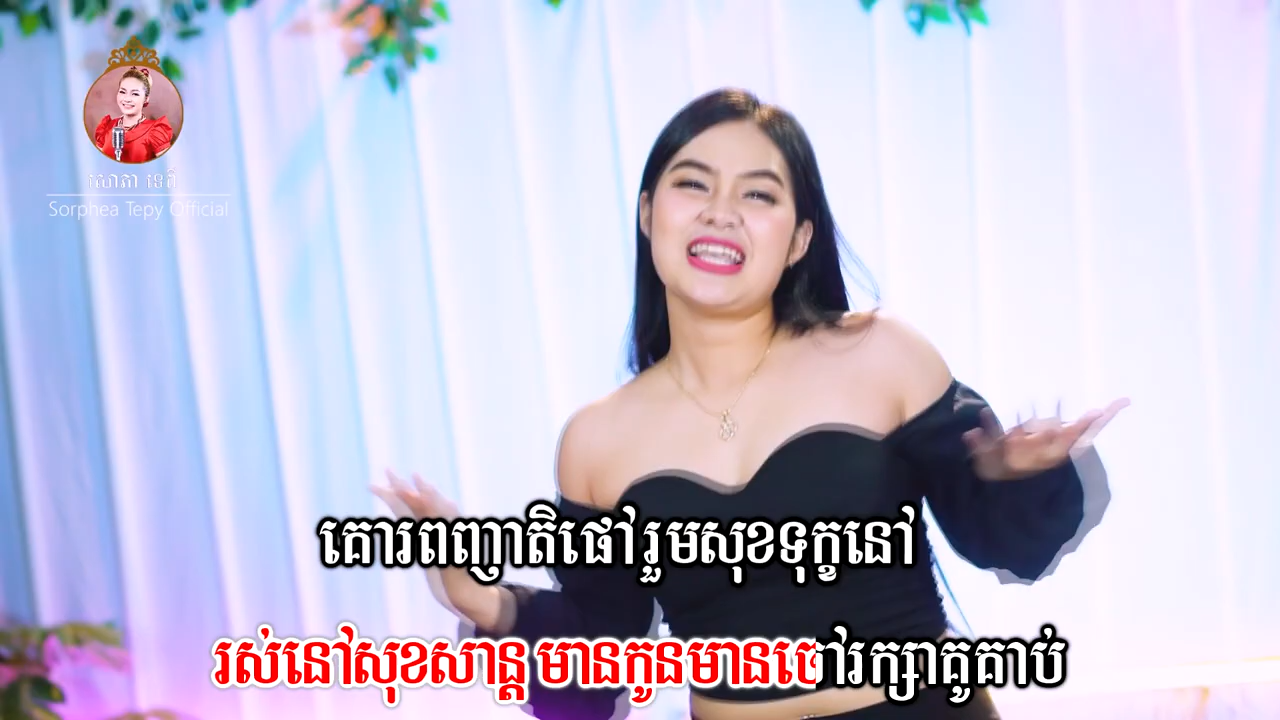 សោភា ទេពី
Sorphea Tepy Official
គោរពញាតិផៅ រួមសុខទុក្ខនៅ
រស់នៅសុខសាន្ត មានកូនមានចៅរក្សាគូគាប់